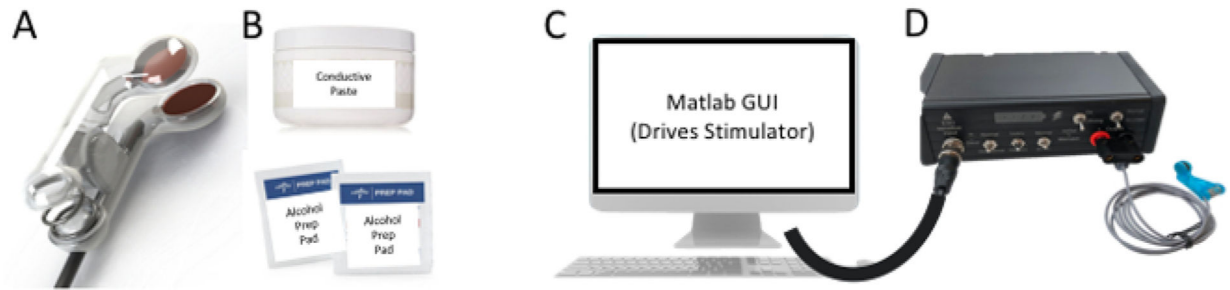 A
B
C
D
Conductive
Paste
PREP PAD
PREP PAD
Alcohol
Prep
Pad
Alcohol
Prep
Pad
Matlab GUI
(Drives Stimulator)